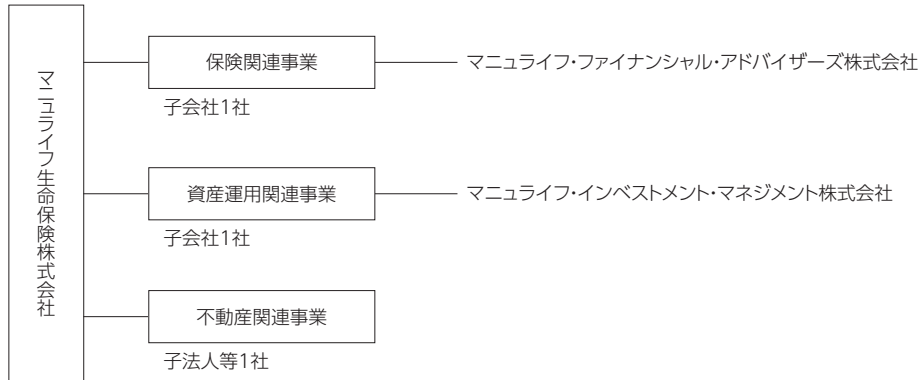 マニュライフ生命保険株式会社
保険関連事業
マニュライフ・ファイナンシャル・アドバイザーズ株式会社
子会社1社
資産運用関連事業
マニュライフ・インベストメント・マネジメント株式会社
子会社1社
不動産関連事業
子法人等1社